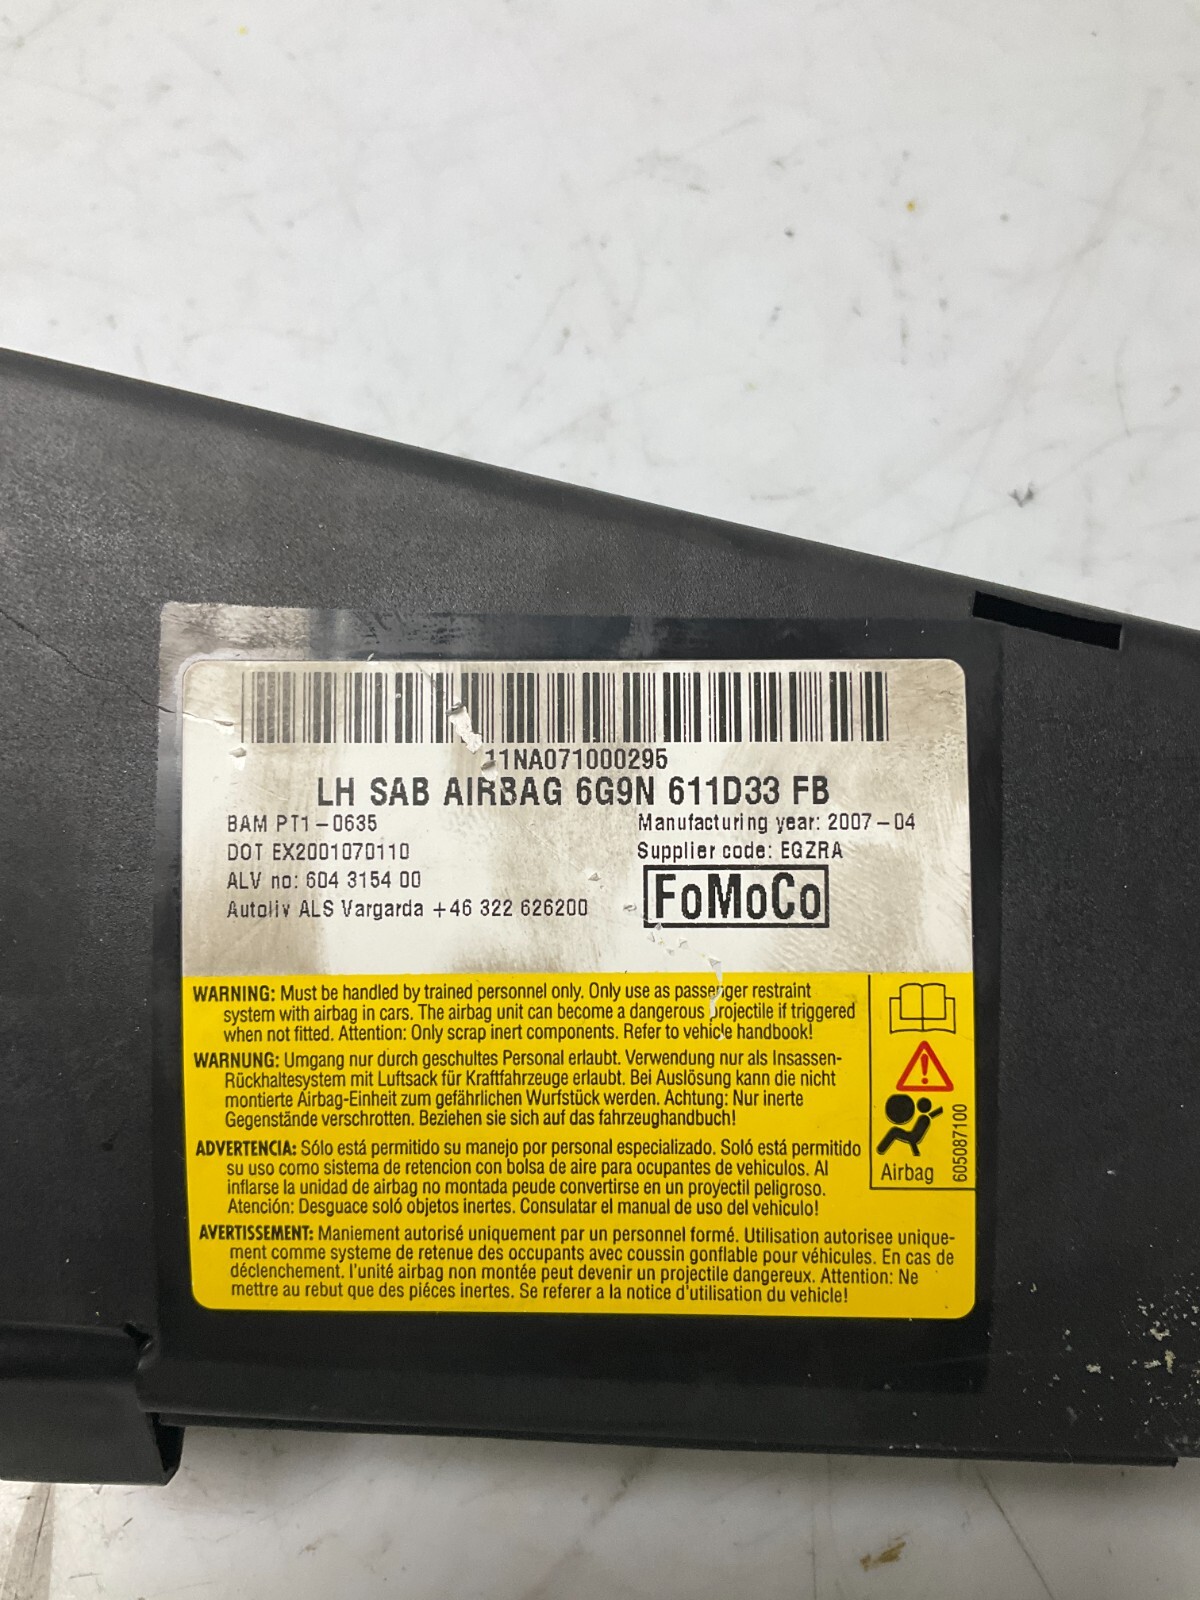 11NA071000295
LH SAB AIRBAG 6G9N 611D33 FB
BAM PT1-0635
Manufacturing year: 2007-04
DOT EX2001070110
Supplier code: EGZRA
ALV no: 604 3154 00
FoMoCo
Autoliv ALS Vargarda +46 322 626200
WARNING: Must be handled by trained personnel only. Only use as passenger restraint
system with airbag in cars. The airbag unit can become a dangerous projectile if triggered
when not fitted. Attention: Only scrap inert components. Refer to vehicle handbook!
WARNUNG: Umgang nur durch geschultes Personal erlaubt. Verwendung nur als Insassen-
Rückhaltesystem mit Luftsack für Kraftfahrzeuge erlaubt. Bei Auslösung kann die nicht
montierte Airbag-Einheit zum gefährlichen Wurfstück werden. Achtung: Nur inerte
Gegenstände verschrotten. Beziehen sie sich auf das fahrzeughandbuch!
ADVERTENCIA: Sólo está permitido su manejo por personal especializado. Soló está permitido
su uso como sistema de retencion con bolsa de aire para ocupantes de vehiculos. Al
inflarse la unidad de airbag no montada peude convertirse en un proyectil peligroso.
Atención: Desguace soló objetos inertes. Consulatar el manual de uso del vehiculo!
AVERTISSEMENT: Maniement autorisé uniquement par un personnel formé. Utilisation autorisee unique-
ment comme systeme de retenue des occupants avec coussin gonflable pour véhicules. En cas de
déclenchement. l'unité airbag non montée peut devenir un projectile dangereux. Attention: Ne
mettre au rebut que des piéces inertes. Se referer a la notice d'utilisation du vehicle!
Airbag
605087100